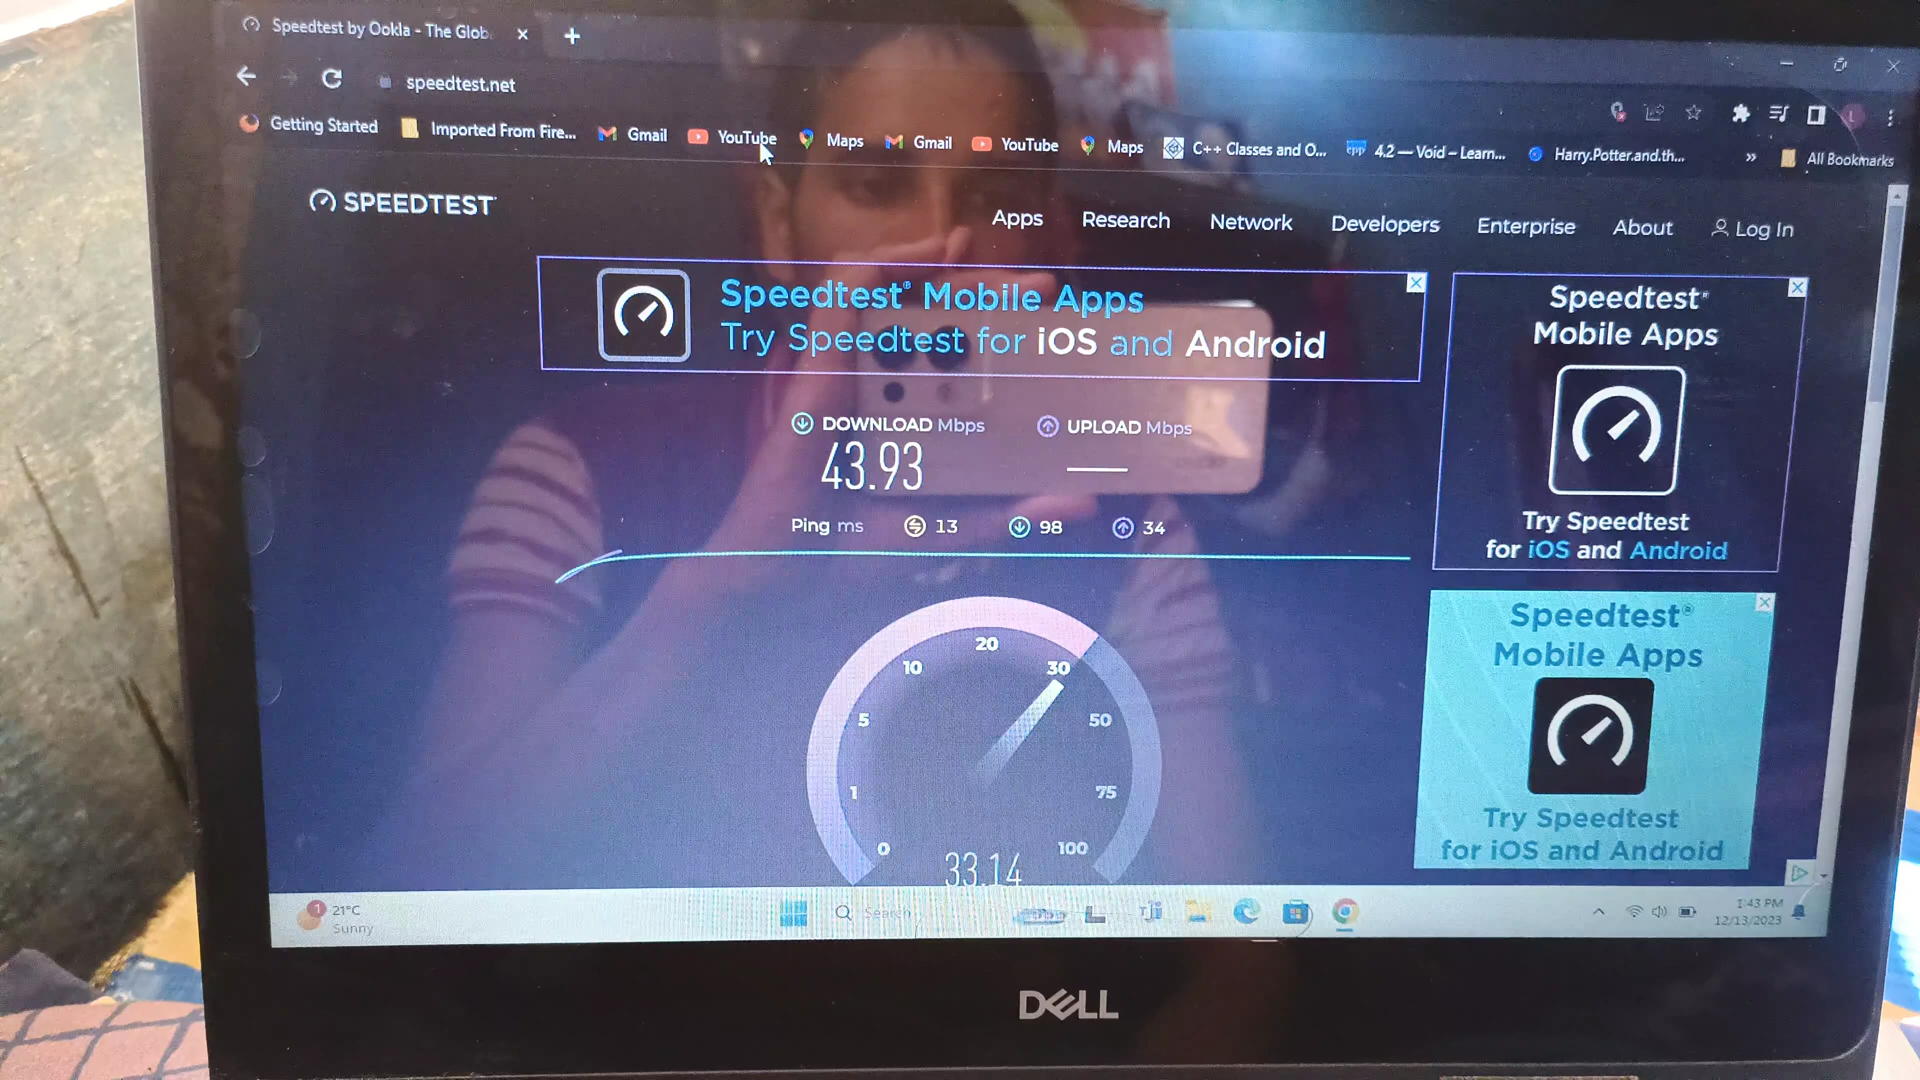 Speedtest by Ookla - The Glob
speedtest.net
Getting Started
Imported From Fire...
Gmail
YouTube
Maps
Gmail
YouTube
Maps
C++ Classes and O...
cpp
4.2 — Void – Learn...
Harry.Potter.and.th...
»
All Bookmarks
L
SPEEDTEST
Apps
Research
Network
Developers
Enterprise
About
Log In
Speedtest® Mobile Apps
Try Speedtest for iOS and Android
Speedtest®
Mobile Apps
Try Speedtest
for iOS and Android
DOWNLOAD Mbps
43.93
UPLOAD Mbps
Ping ms
13
98
34
0
1
5
10
20
30
50
75
100
33.14
Speedtest®
Mobile Apps
Try Speedtest
for iOS and Android
1
21°C
Sunny
Search
1:43 PM
12/13/2023
DELL